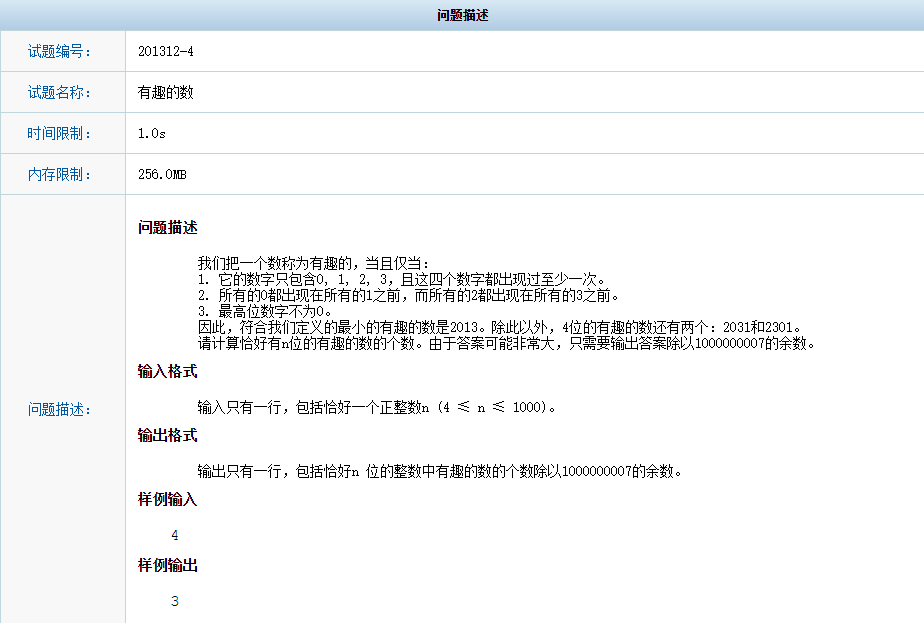 问题描述
试题编号： 201312-4
试题名称： 有趣的数
时间限制： 1.0s
内存限制： 256.0MB
问题描述：
问题描述
我们把一个数称为有趣的，当且仅当：
1. 它的数字只包含0, 1, 2, 3，且这四个数字都出现过至少一次。
2. 所有的0都出现在所有的1之前，而所有的2都出现在所有的3之前。
3. 最高位数字不为0。
因此，符合我们定义的最小的有趣的数是2013。除此以外，4位的有趣的数还有两个：2031和2301。
请计算恰好有n位的有趣的数的个数。由于答案可能非常大，只需要输出答案除以1000000007的余数。
输入格式
输入只有一行，包括恰好一个正整数n (4 ≤ n ≤ 1000)。
输出格式
输出只有一行，包括恰好n 位的整数中有趣的数的个数除以1000000007的余数。
样例输入
4
样例输出
3